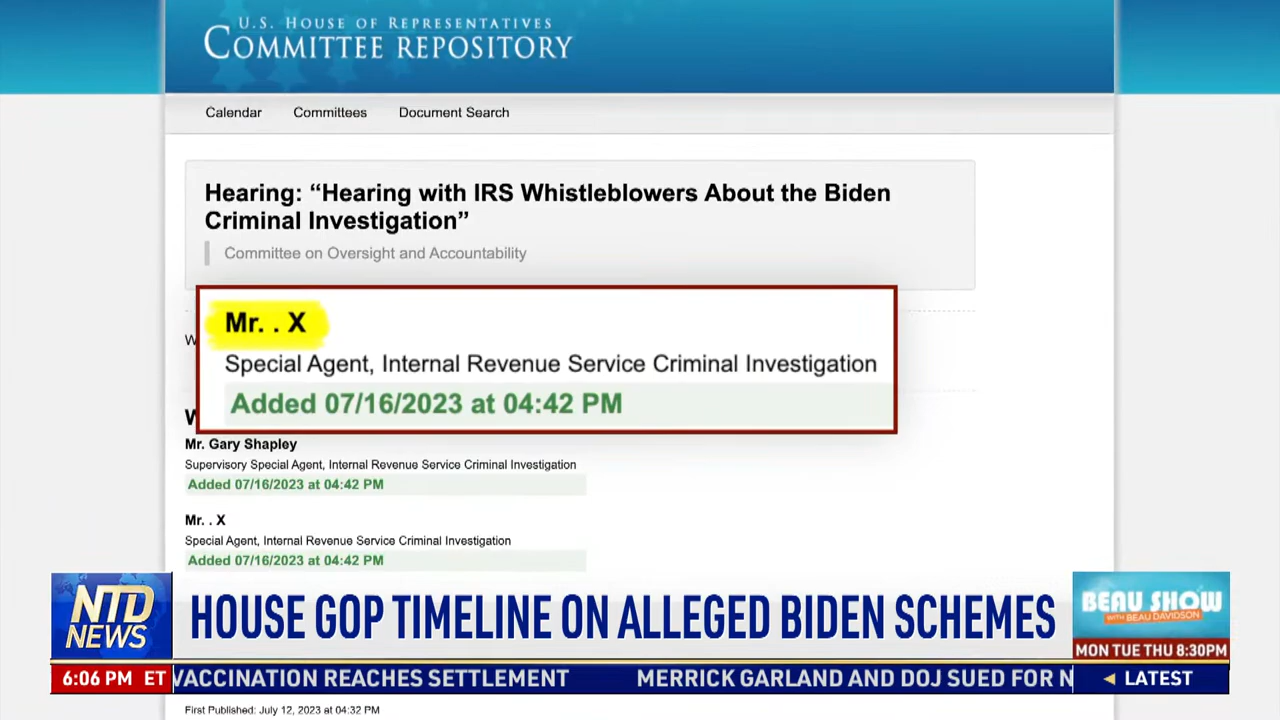 U.S. HOUSE OF REPRESENTATIVES
COMMITTEE REPOSITORY
Calendar Committees Document Search
Hearing: “Hearing with IRS Whistleblowers About the Biden
Criminal Investigation”
Committee on Oversight and Accountability
Mr. . X
Special Agent, Internal Revenue Service Criminal Investigation
Added 07/16/2023 at 04:42 PM
Mr. Gary Shapley
Supervisory Special Agent, Internal Revenue Service Criminal Investigation
Added 07/16/2023 at 04:42 PM
Mr. . X
Special Agent, Internal Revenue Service Criminal Investigation
Added 07/16/2023 at 04:42 PM
NTD
NEWS
HOUSE GOP TIMELINE ON ALLEGED BIDEN SCHEMES
BEAU SHOW
WITH BEAU DAVIDSON
MON TUE THU 8:30PM
6:06 PM ET VACCINATION REACHES SETTLEMENT MERRICK GARLAND AND DOJ SUED FOR N ◄ LATEST
First Published: July 12, 2023 at 04:32 PM